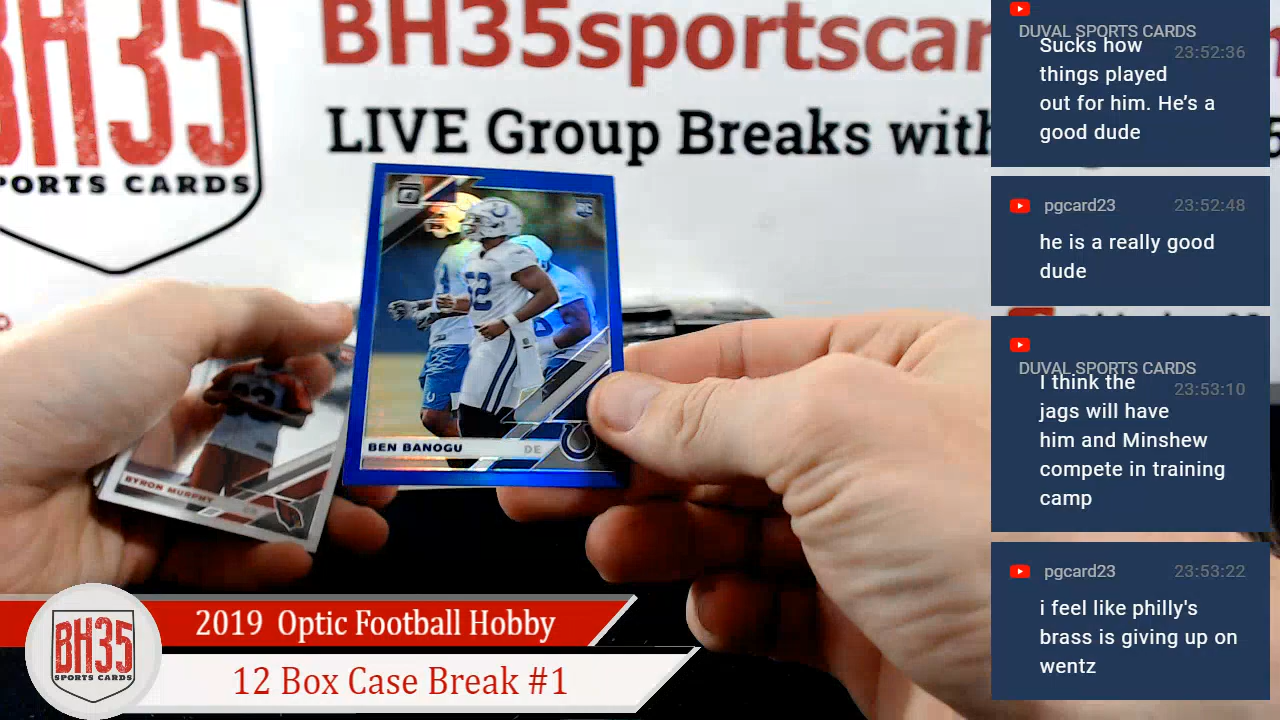 BH35
PORTS CARDS
BH35sportscar
LIVE Group Breaks with
BEN BANOGU DE
52
BYRON MURPHY CB
BH35
SPORTS CARDS
2019 Optic Football Hobby
12 Box Case Break #1
DUVAL SPORTS CARDS
23:52:36
Sucks how
things played
out for him. He's a
good dude
pgcard23 23:52:48
he is a really good
dude
DUVAL SPORTS CARDS
23:53:10
I think the
jags will have
him and Minshew
compete in training
camp
pgcard23 23:53:22
i feel like philly's
brass is giving up on
wentz